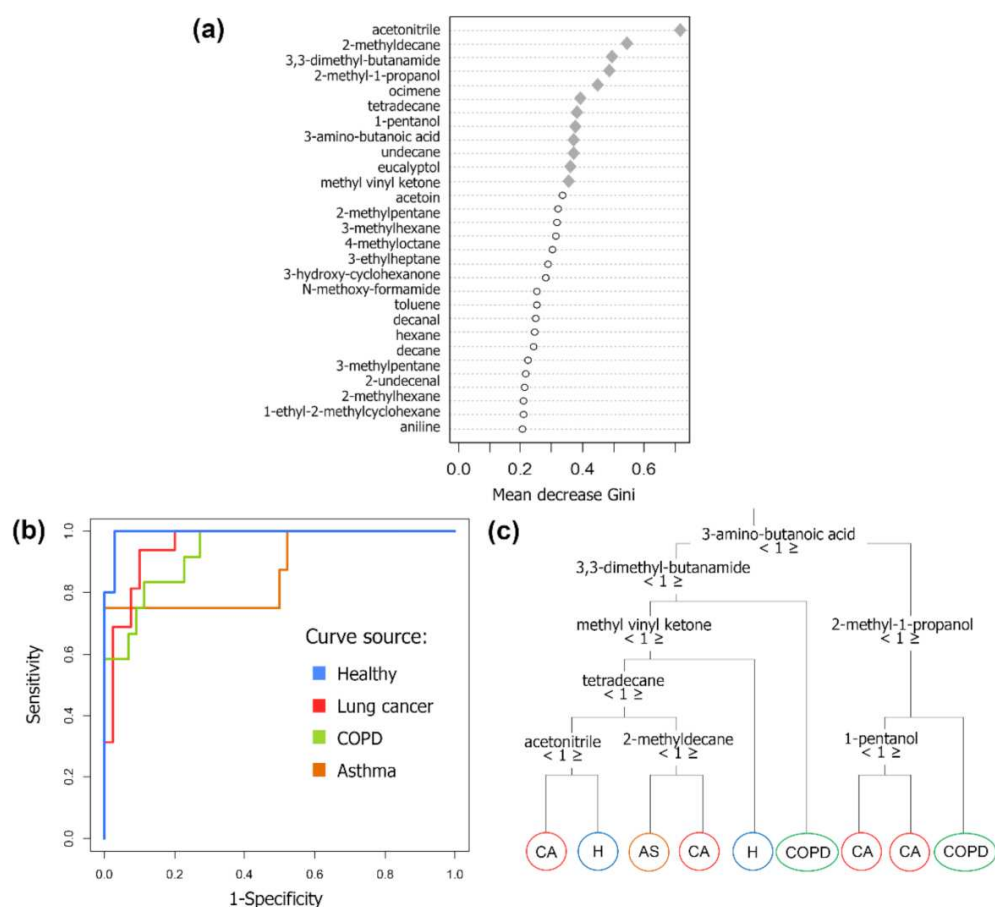 (a)
acetonitrile
2-methyldecane
3,3-dimethyl-butanamide
2-methyl-1-propanol
ocimene
tetradecane
1-pentanol
3-amino-butanoic acid
undecane
eucalyptol
methyl vinyl ketone
acetoin
2-methylpentane
3-methylhexane
4-methyloctane
3-ethylheptane
3-hydroxy-cyclohexanone
N-methoxy-formamide
toluene
decanal
hexane
decane
3-methylpentane
2-undecenal
2-methylhexane
1-ethyl-2-methylcyclohexane
aniline
0.0 0.2 0.4 0.6
Mean decrease Gini
(b)
1.0
0.8
0.6
0.4
0.2
0.0
Sensitivity
Curve source:
Healthy
Lung cancer
COPD
Asthma
0.0 0.2 0.4 0.6 0.8 1.0
1-Specificity
(c)
3-amino-butanoic acid
< 1 ≥
3,3-dimethyl-butanamide
< 1 ≥
methyl vinyl ketone
< 1 ≥
2-methyl-1-propanol
< 1 ≥
tetradecane
< 1 ≥
acetonitrile
< 1 ≥
2-methyldecane
< 1 ≥
1-pentanol
< 1 ≥
CA H AS CA H COPD CA CA COPD